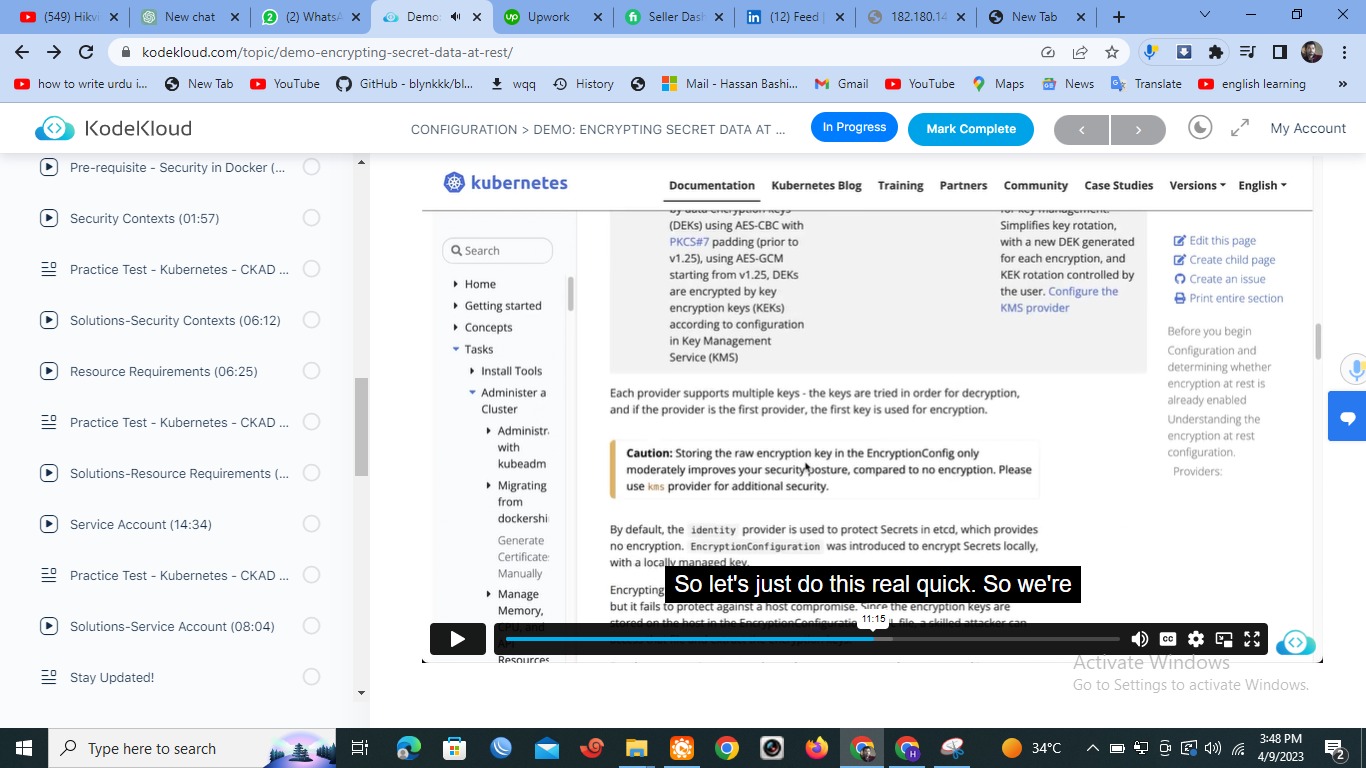 (549) Hikvi
New chat
(2) WhatsA
Demo:
Upwork
Seller Dash
(12) Feed |
182.180.14
New Tab
kodekloud.com/topic/demo-encrypting-secret-data-at-rest/
how to write urdu i...
New Tab
YouTube
GitHub - blynkkk/bl...
wqq
History
Mail - Hassan Bashi...
Gmail
YouTube
Maps
News
Translate
english learning
»
KodeKloud
CONFIGURATION > DEMO: ENCRYPTING SECRET DATA AT ...
In Progress
Mark Complete
My Account
Pre-requisite - Security in Docker (...
Security Contexts (01:57)
Practice Test - Kubernetes - CKAD ...
Solutions-Security Contexts (06:12)
Resource Requirements (06:25)
Practice Test - Kubernetes - CKAD ...
Solutions-Resource Requirements (...
Service Account (14:34)
Practice Test - Kubernetes - CKAD ...
Solutions-Service Account (08:04)
Stay Updated!
kubernetes
Documentation
Kubernetes Blog
Training
Partners
Community
Case Studies
Versions
English
Search
Home
Getting started
Concepts
Tasks
Install Tools
Administer a
Cluster
Administra
with
kubeadm
Migrating
from
dockershi
Generate
Certificates
Manually
Manage
Memory,
CPU, and
API
Resources
by data encryption keys
(DEKs) using AES-CBC with
PKCS#7 padding (prior to
v1.25), using AES-GCM
starting from v1.25, DEKs
are encrypted by key
encryption keys (KEKs)
according to configuration
in Key Management
Service (KMS)
for key management.
Simplifies key rotation,
with a new DEK generated
for each encryption, and
KEK rotation controlled by
the user. Configure the
KMS provider
Each provider supports multiple keys - the keys are tried in order for decryption,
and if the provider is the first provider, the first key is used for encryption.
Caution: Storing the raw encryption key in the EncryptionConfig only
moderately improves your security posture, compared to no encryption. Please
use kms provider for additional security.
By default, the identity provider is used to protect Secrets in etcd, which provides
no encryption. EncryptionConfiguration was introduced to encrypt Secrets locally,
with a locally managed key.
Encrypting
but it fails to protect against a host compromise. Since the encryption keys are
stored on the host in the EncryptionConfiguration file, a skilled attacker can
So let's just do this real quick. So we're
11:15
CC
Edit this page
Create child page
Create an issue
Print entire section
Before you begin
Configuration and
determining whether
encryption at rest is
already enabled
Understanding the
encryption at rest
configuration.
Providers:
Activate Windows
Go to Settings to activate Windows.
Type here to search
34°C
3:48 PM
4/9/2023
2